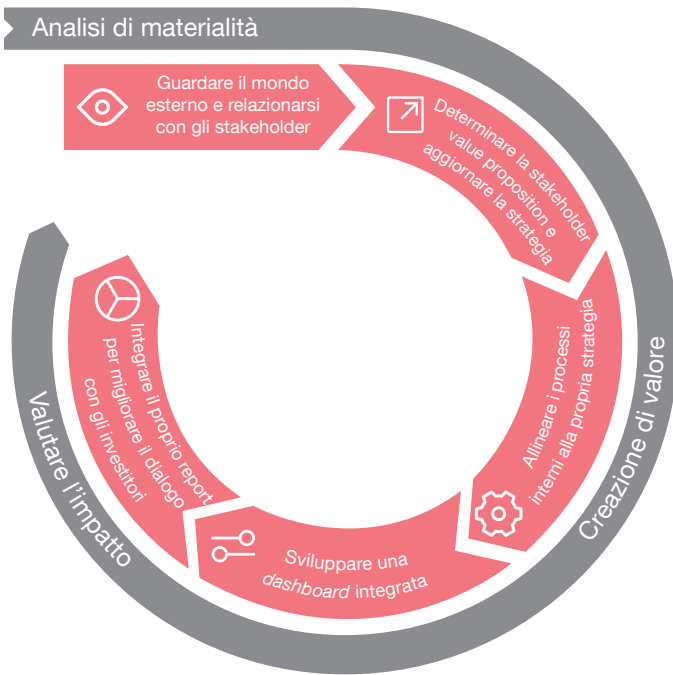 Analisi di materialità
Guardare il mondo
esterno e relazionarsi
con gli stakeholder
Determinare la stakeholder
value proposition e
aggiornare la strategia
Allineare i processi
interni alla propria strategia
Creazione di valore
Sviluppare una
dashboard integrata
Integrare il proprio report
per migliorare il dialogo
con gli investitori
Valutare l'impatto